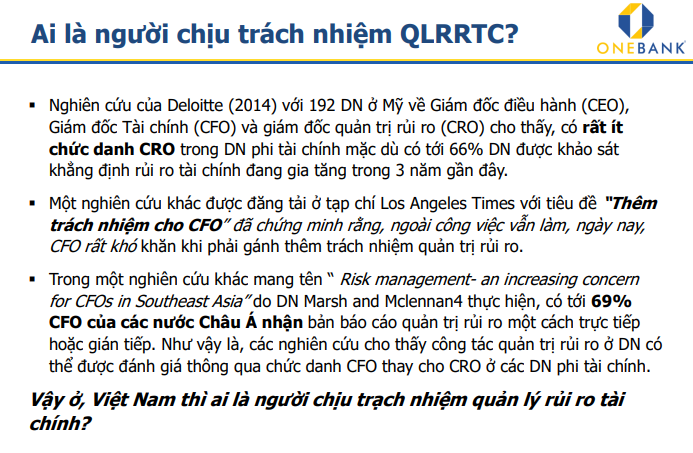 Ai là người chịu trách nhiệm QLRRTC?
ONEBANK
▪ Nghiên cứu của Deloitte (2014) với 192 DN ở Mỹ về Giám đốc điều hành (CEO),
Giám đốc Tài chính (CFO) và giám đốc quản trị rủi ro (CRO) cho thấy, có rất ít
chức danh CRO trong DN phi tài chính mặc dù có tới 66% DN được khảo sát
khẳng định rủi ro tài chính đang gia tăng trong 3 năm gần đây.
▪ Một nghiên cứu khác được đăng tải ở tạp chí Los Angeles Times với tiêu đề "Thêm
trách nhiệm cho CFO" đã chứng minh rằng, ngoài công việc vẫn làm, ngày nay,
CFO rất khó khăn khi phải gánh thêm trách nhiệm quản trị rủi ro.
▪ Trong một nghiên cứu khác mang tên " Risk management- an increasing concern
for CFOs in Southeast Asia" do DN Marsh and Mclennan4 thực hiện, có tới 69%
CFO của các nước Châu Á nhận bản báo cáo quản trị rủi ro một cách trực tiếp
hoặc gián tiếp. Như vậy là, các nghiên cứu cho thấy công tác quản trị rủi ro ở DN có
thể được đánh giá thông qua chức danh CFO thay cho CRO ở các DN phi tài chính.
Vậy ở, Việt Nam thì ai là người chịu trạch nhiệm quản lý rủi ro tài
chính?